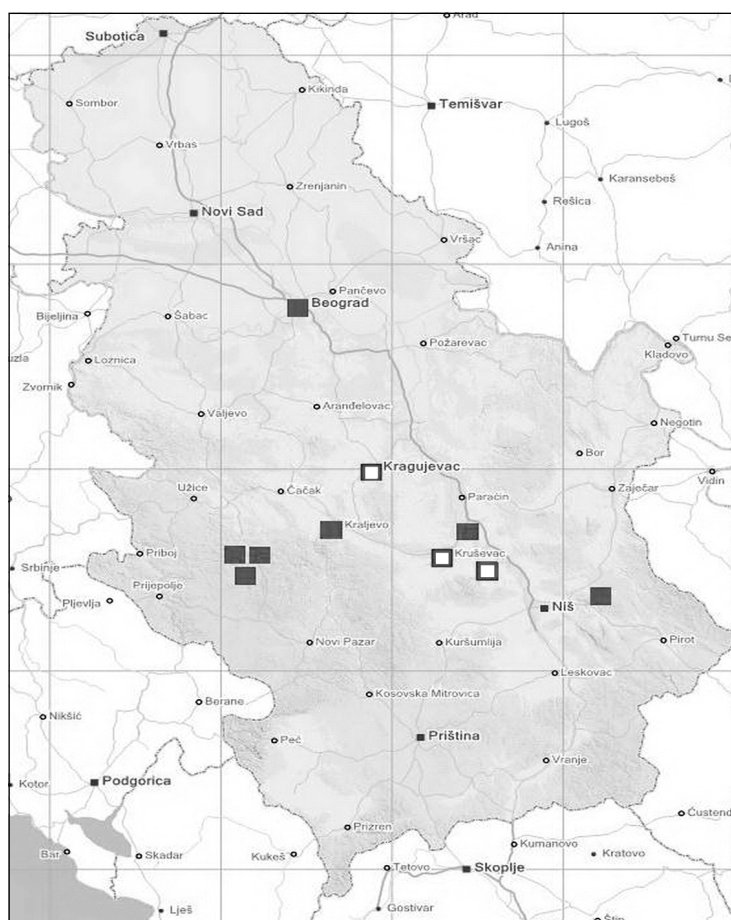 Arad
Subotica
Kikinda
Sombor
Temišvar
Lugoš
Vrbas
Karansebeš
Zrenjanin
Rešica
Novi Sad
Vršac
Anina
Pančevo
Beograd
Bijeljina
Šabac
Požarevac
Turnu Se
Kladovo
uzla
Loznica
Zvornik
Aranđelovac
Valjevo
Negotin
Bor
Kragujevac
Vidin
Užice
Čačak
Paraćin
Zaječar
Kraljevo
Priboj
Kruševac
Srbinje
Prijepolje
Pljevlja
Niš
Novi Pazar
Kuršumlija
Pirot
Leskovac
Berane
Kosovska Mitrovica
Nikšić
Peć
Priština
Vranje
Kotor
Podgorica
Ćustend
Prizren
Kumanovo
Bar
Skadar
Kukeš
Kratovo
Tetovo
Skoplje
Lješ
Gostivar
Štip